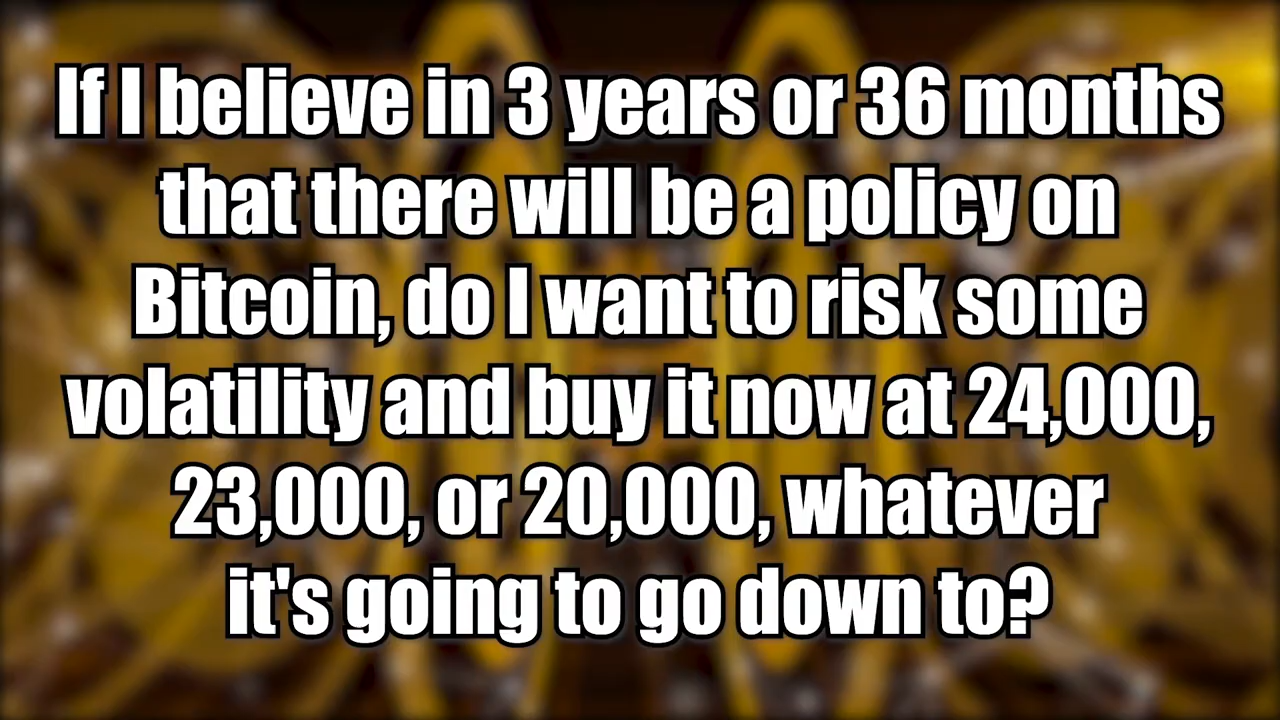 If I believe in 3 years or 36 months
that there will be a policy on
Bitcoin, do I want to risk some
volatility and buy it now at 24,000,
23,000, or 20,000, whatever
it's going to go down to?